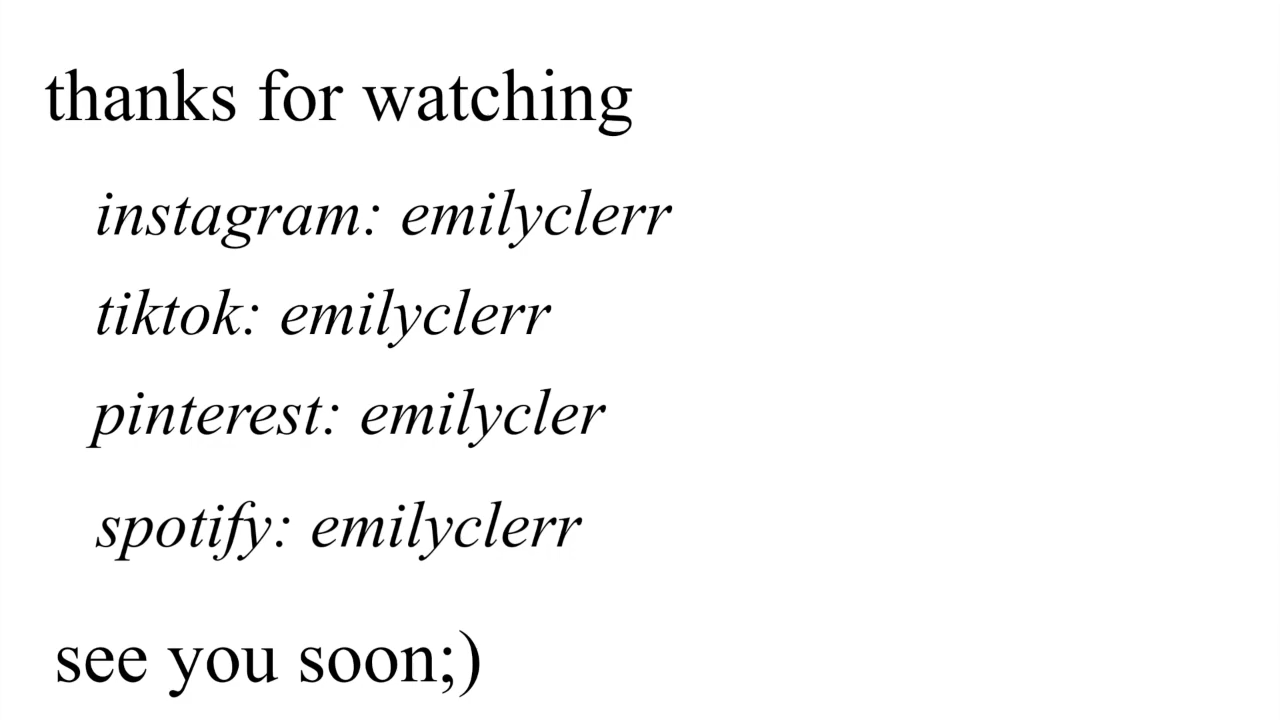 thanks for watching
instagram: emilyclerr
tiktok: emilyclerr
pinterest: emilycler
spotify: emilyclerr
see you soon;)